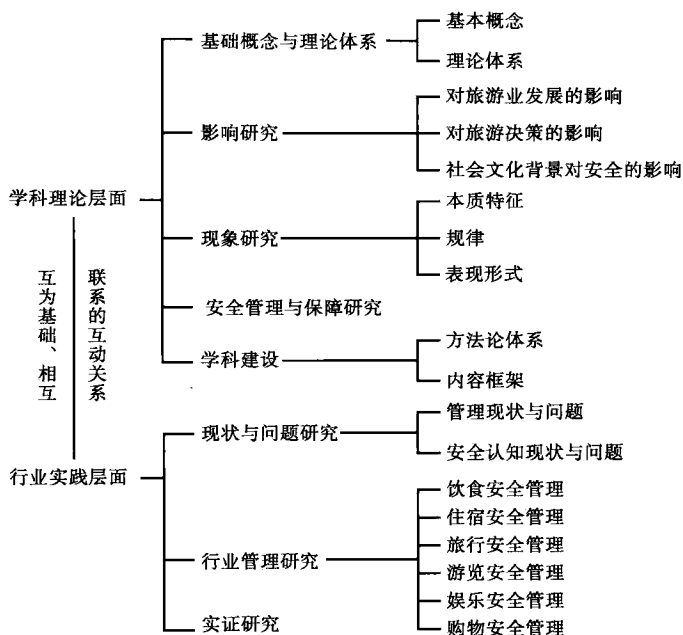 基础概念与理论体系
基本概念
理论体系
影响研究
对旅游业发展的影响
对旅游决策的影响
社会文化背景对安全的影响
学科理论层面
现象研究
本质特征
规律
表现形式
安全管理与保障研究
学科建设
方法论体系
内容框架
互为基础、相互
联系的互动关系
行业实践层面
现状与问题研究
管理现状与问题
安全认知现状与问题
行业管理研究
饮食安全管理
住宿安全管理
旅行安全管理
游览安全管理
娱乐安全管理
购物安全管理
实证研究